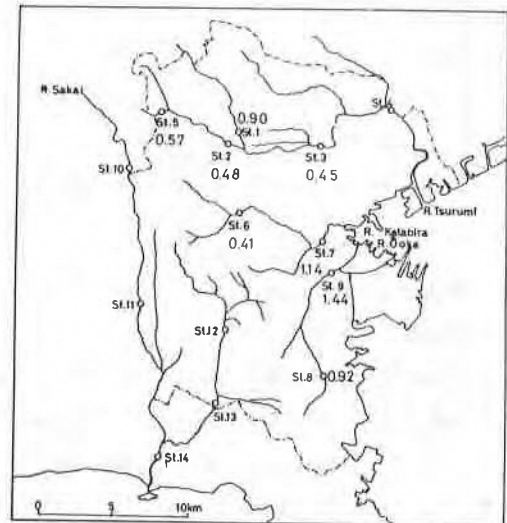 R. Sakai
St.5
0.57
0.90
St.1
St.2
0.48
St.3
0.45
St.4
St.10
R. Tsurumi
St.6
0.41
R. Katabira
R. Ooka
St.7
1.14
St.9
1.44
St.11
St.12
St.8 0.92
St.13
St.14
0 5 10km